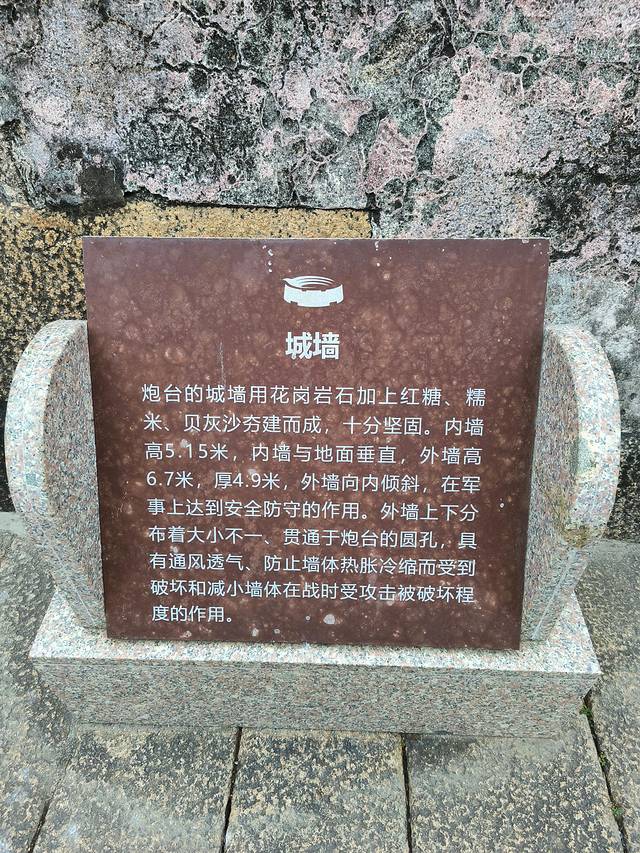 城墙
炮台的城墙用花岗岩石加上红糖、糯
米、贝灰沙夯建而成，十分坚固。内墙
高5.15米，内墙与地面垂直，外墙高
6.7米，厚4.9米，外墙向内倾斜，在军
事上达到安全防守的作用。外墙上下分
布着大小不一、贯通于炮台的圆孔，具
有通风透气、防止墙体热胀冷缩而受到
破坏和减小墙体在战时受攻击被破坏程
度的作用。